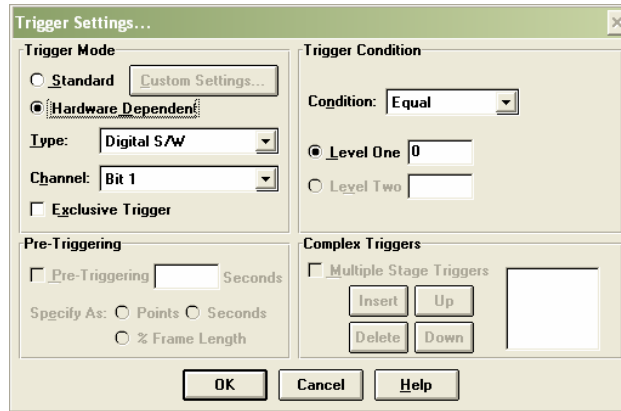 Trigger Settings...
Trigger Mode
Standard Custom Settings...
Hardware Dependent
Type: Digital S/W
Channel: Bit 1
Exclusive Trigger
Trigger Condition
Condition: Equal
Level One 0
Level Two
Pre-Triggering
Pre-Triggering Seconds
Specify As: Points Seconds
% Frame Length
Complex Triggers
Multiple Stage Triggers
Insert Up
Delete Down
OK Cancel Help